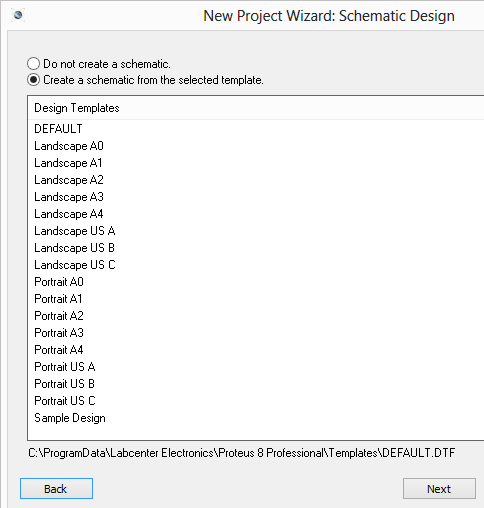 New Project Wizard: Schematic Design
Do not create a schematic.
Create a schematic from the selected template.
Design Templates
DEFAULT
Landscape A0
Landscape A1
Landscape A2
Landscape A3
Landscape A4
Landscape US A
Landscape US B
Landscape US C
Portrait A0
Portrait A1
Portrait A2
Portrait A3
Portrait A4
Portrait US A
Portrait US B
Portrait US C
Sample Design
C:\ProgramData\Labcenter Electronics\Proteus 8 Professional\Templates\DEFAULT.DTF
Back Next